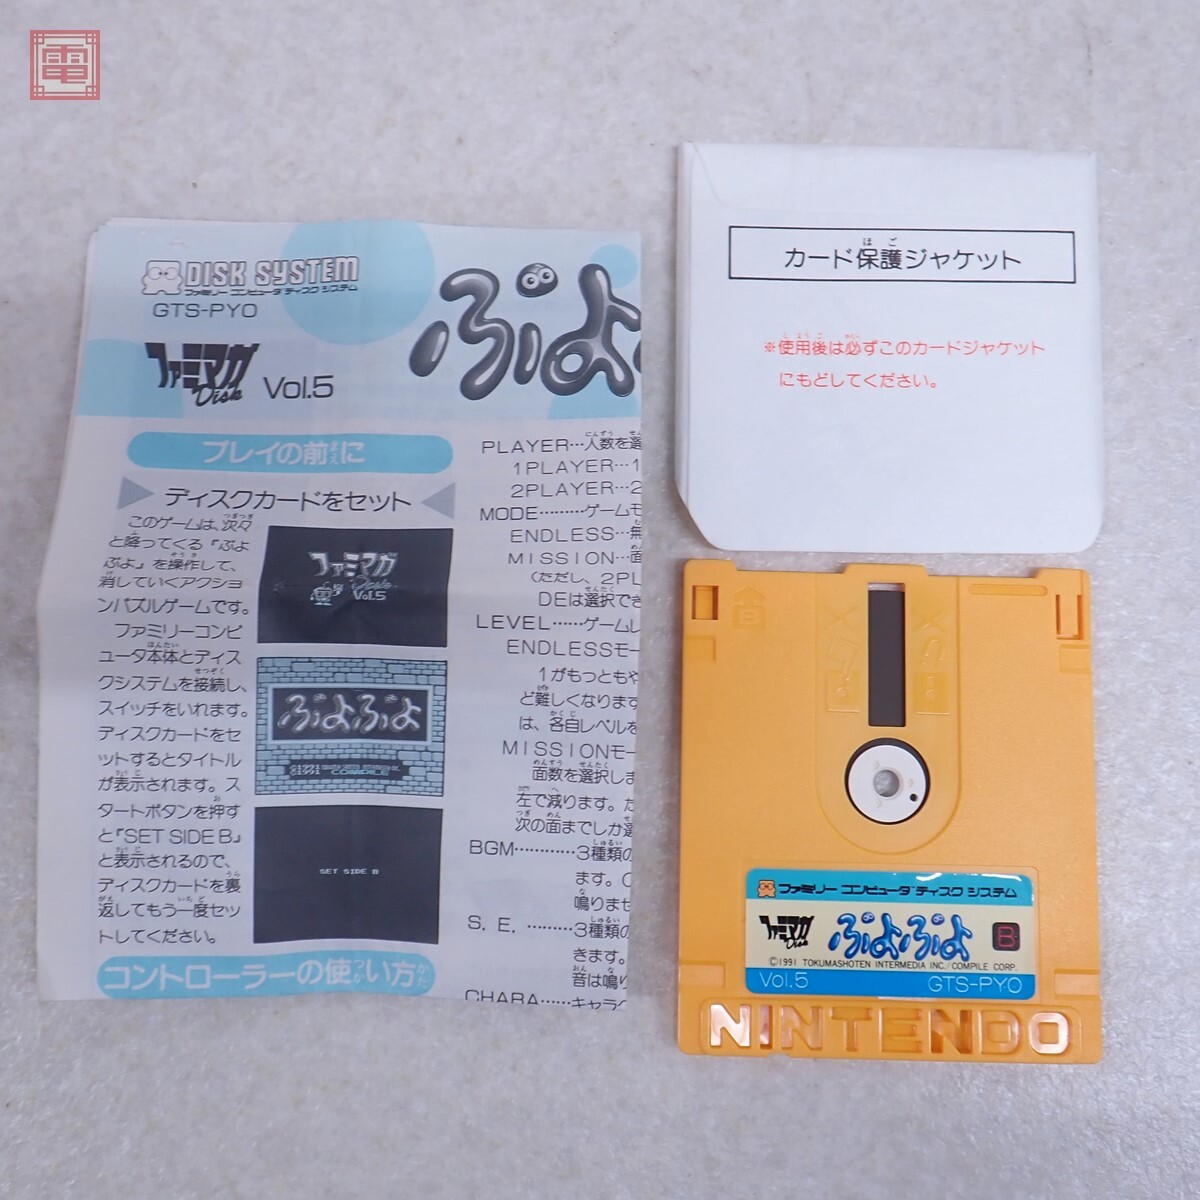 電
DISK SYSTEM
ファミリー コンピュータ ディスク システム
GTS-PYO
ファミマガ
Disk
Vol.5
ぷよ
プレイの前に
ディスクカードをセット
このゲームは、次々
と降ってくる『ぷよ
ぷよ』を操作して、
消していくアクショ
ンパズルゲームです。
ファミリーコンピ
ュータ本体とディス
クシステムを接続し、
スイッチをいれます。
ディスクカードをセ
ットするとタイトル
が表示されます。ス
タートボタンを押す
と「SET SIDE B」
と表示されるので、
ディスクカードを裏
返してもう一度セッ
トしてください。
ファミマガ
Disk
Vol.5
ぷよぷよ
COMPILE
SET SIDE B
コントローラーの使い方
PLAYER…人数を選
1PLAYER…1
2PLAYER…2
MODE………ゲームモ
ENDLESS…無
MISSION…面
(ただし、2PL
DEは選択でき
LEVEL……ゲームレ
ENDLESSモー
1がもっともや
ど難しくなります
は、各自レベルを
MISSIONモー
面数を選択しま
左で減ります。た
次の面までしか選
BGM…………3種類の
ます。O
鳴りませ
S. E. ………3種類の
きます。
音は鳴り
CHARA……キャラク
カード保護ジャケット
※使用後は必ずこのカードジャケット
にもどしてください。
B
ファミリー コンピュータ ディスク システム
ファミマガ
Disk
ぷよぷよ
B
©1991 TOKUMASHOTEN INTERMEDIA INC./COMPILE CORP.
Vol.5
GTS-PYO
NINTENDO